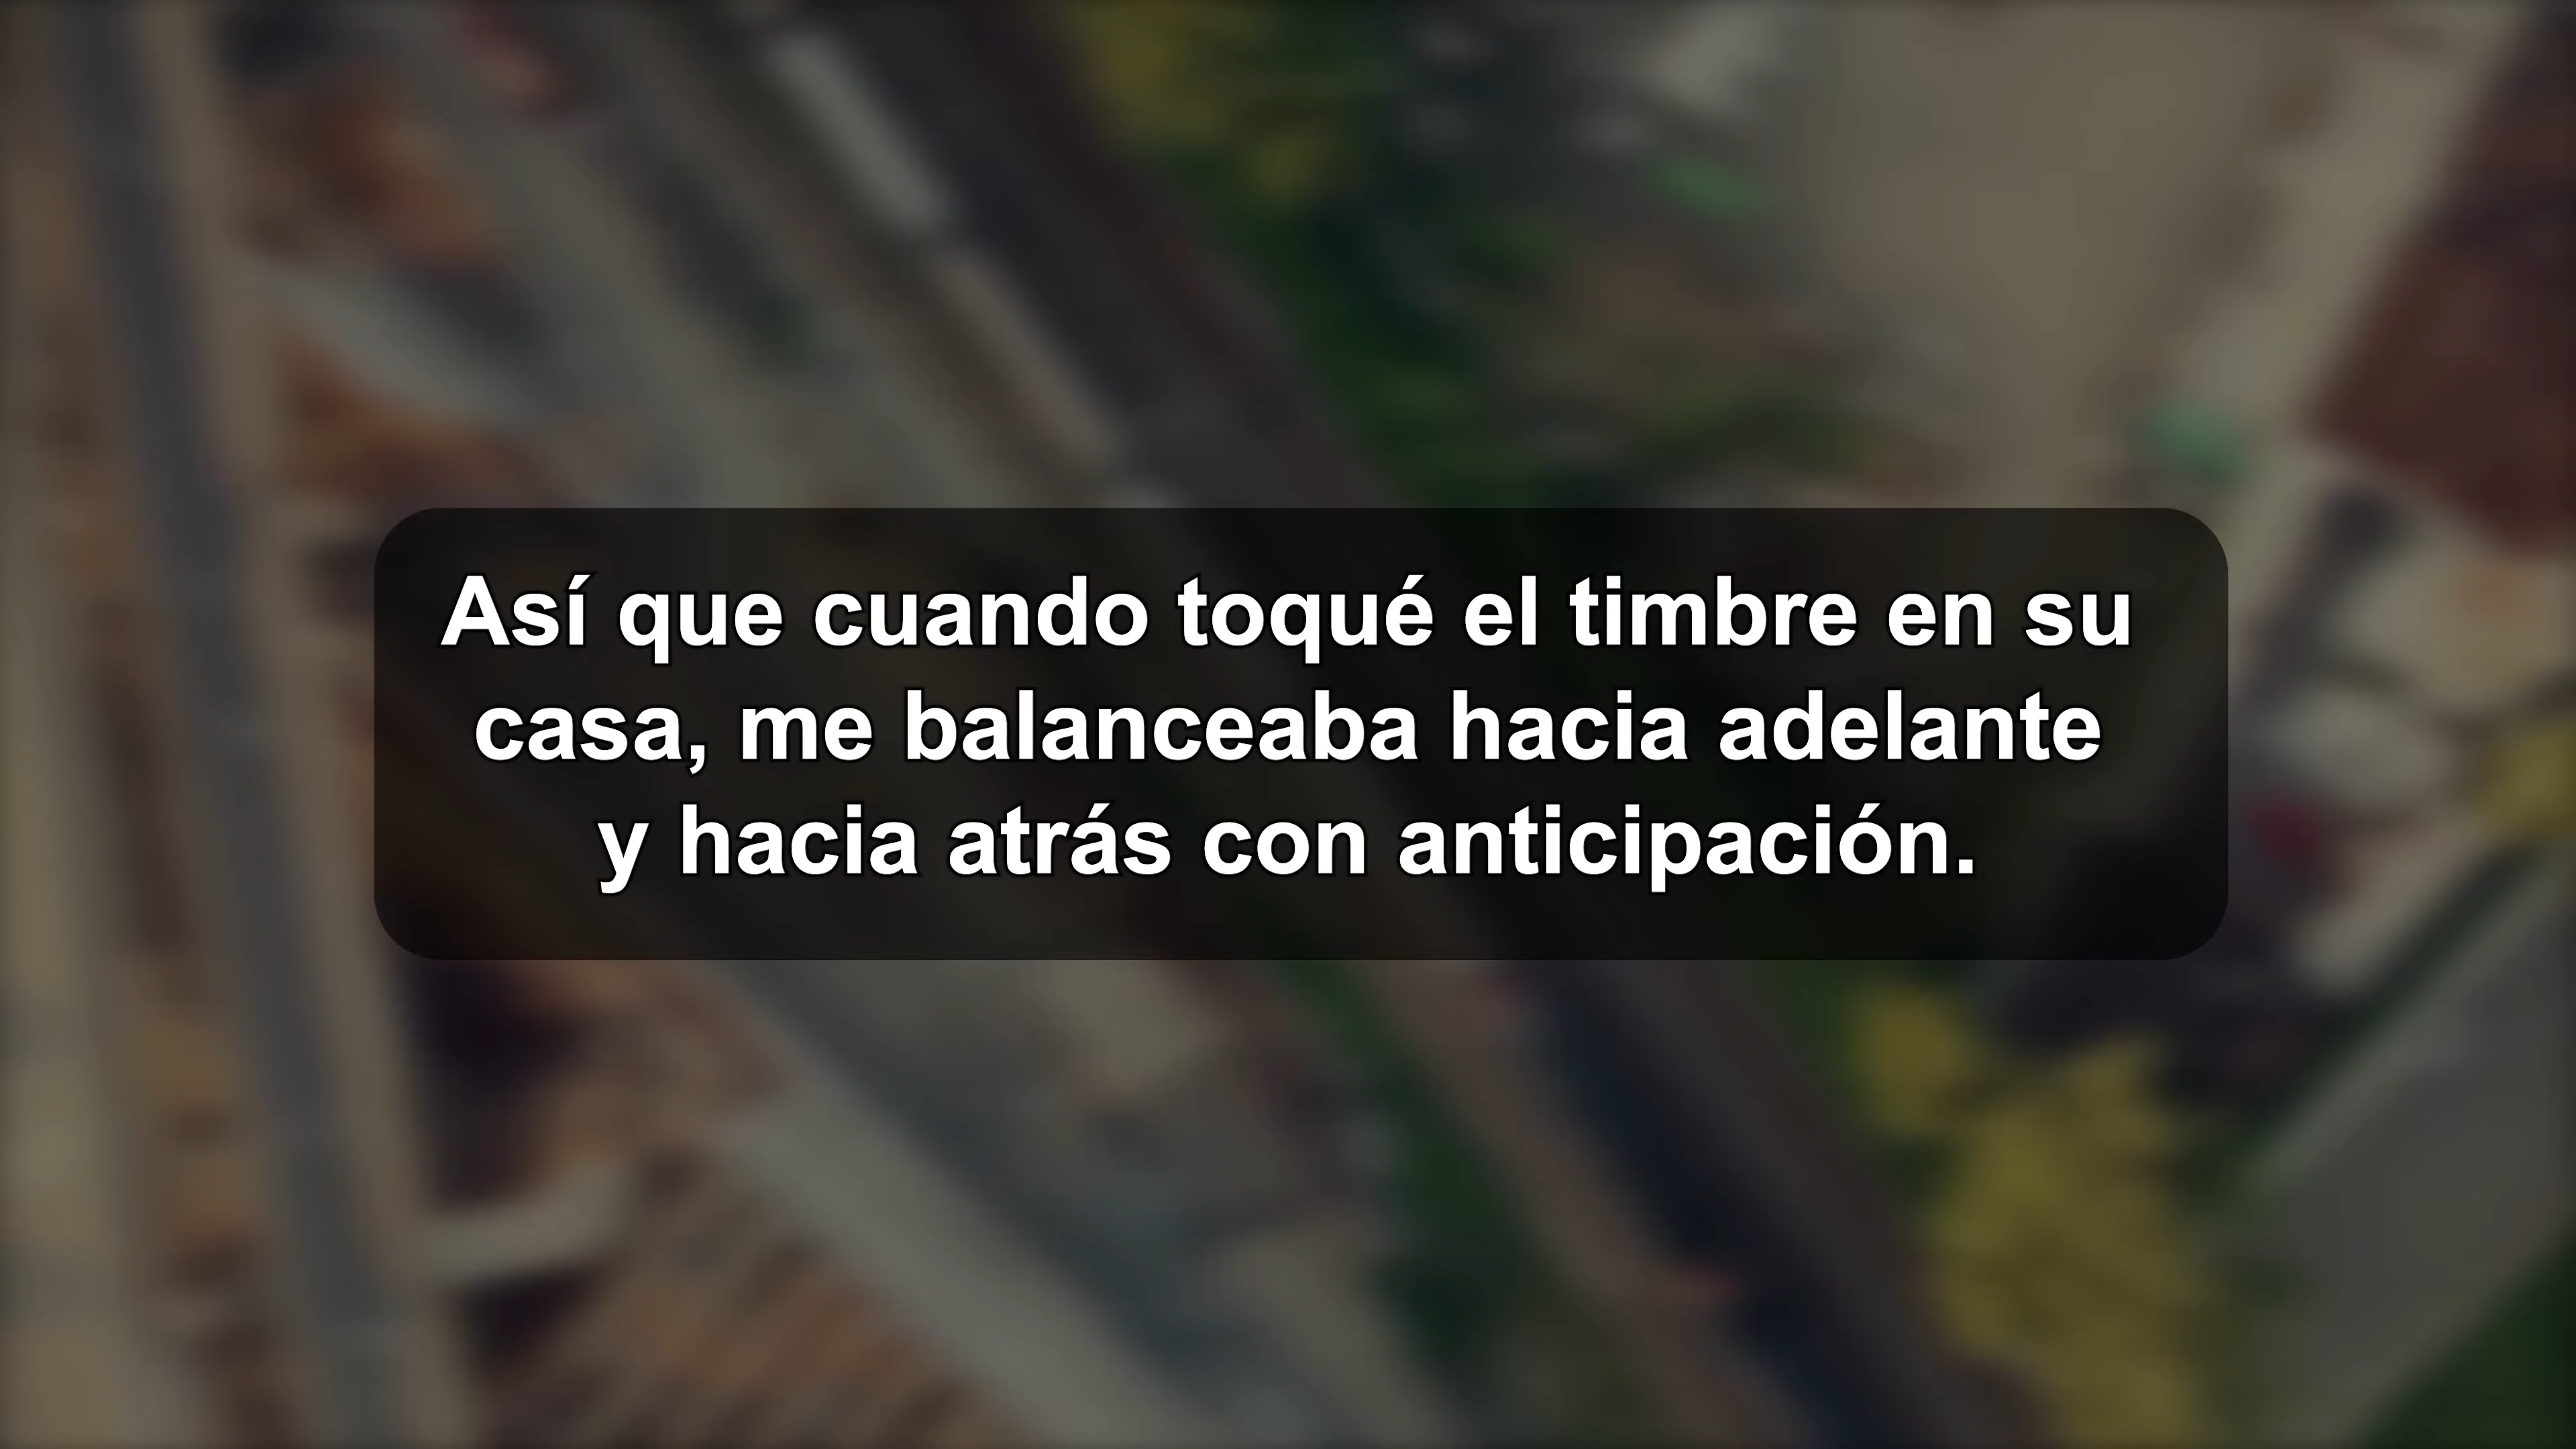 Así que cuando toqué el timbre en su
casa, me balanceaba hacia adelante
y hacia atrás con anticipación.